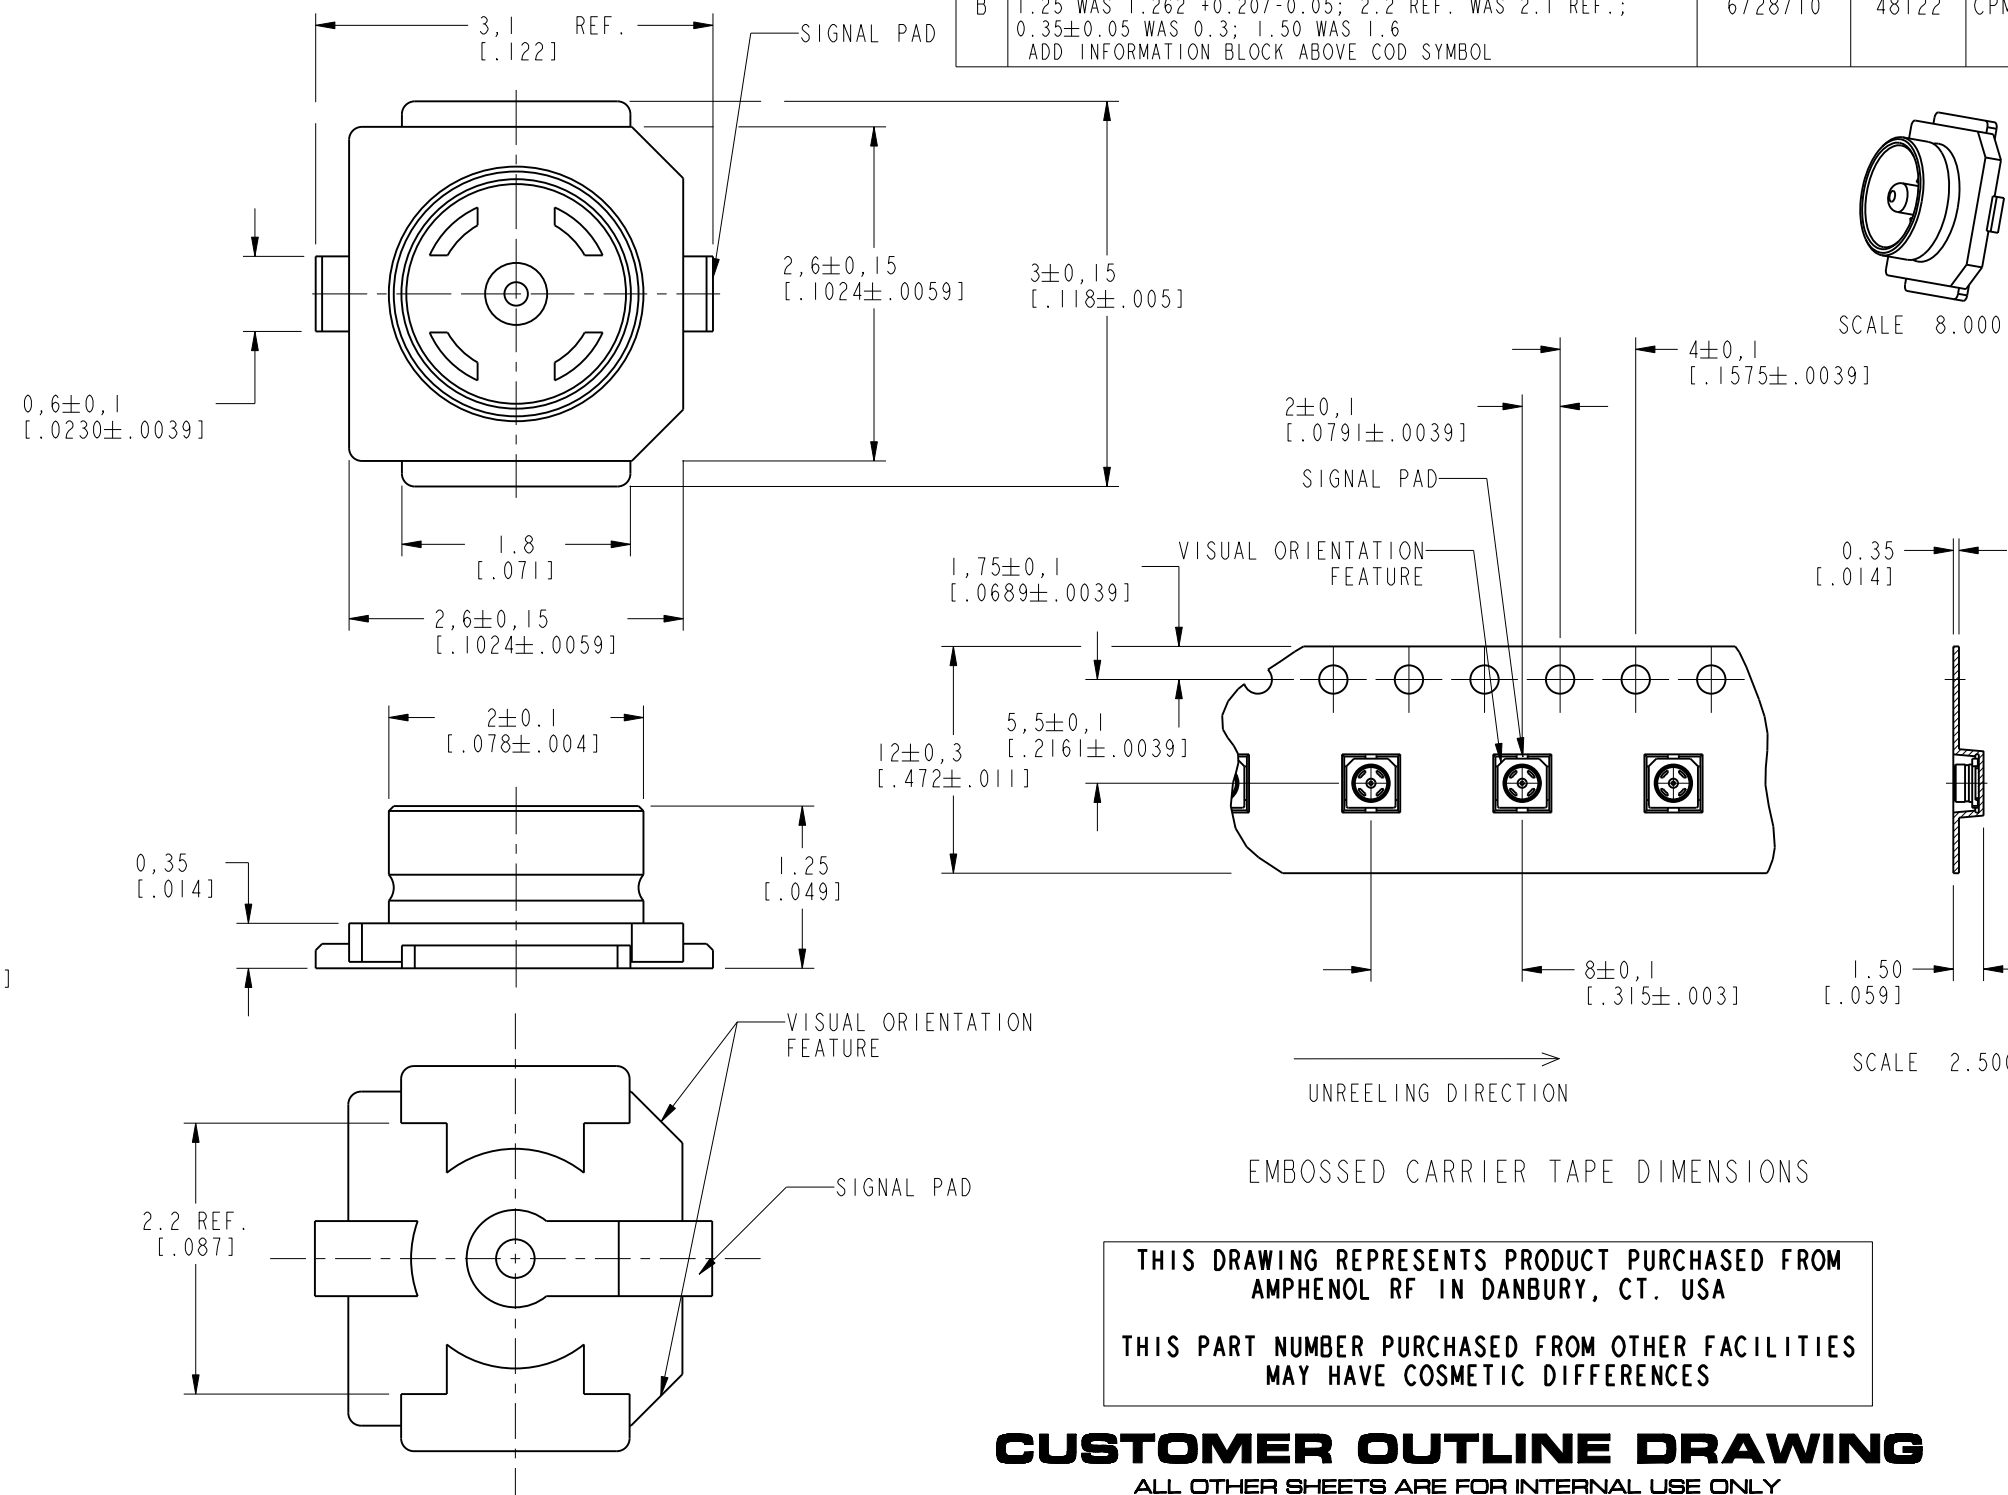 B 1.25 WAS 1.262 +0.207-0.05; 2.2 REF. WAS 2.1 REF.; 6728710 48122 CPM
0.35±0.05 WAS 0.3; 1.50 WAS 1.6
ADD INFORMATION BLOCK ABOVE COD SYMBOL
3,1 REF.
[.122]
SIGNAL PAD
2,6±0,15
[.1024±.0059]
3±0,15
[.118±.005]
0,6±0,1
[.0230±.0039]
1.8
[.071]
2,6±0,15
[.1024±.0059]
SCALE 8.000
4±0,1
[.1575±.0039]
2±0,1
[.0791±.0039]
SIGNAL PAD
VISUAL ORIENTATION
FEATURE
1,75±0,1
[.0689±.0039]
0.35
[.014]
5,5±0,1
[.2161±.0039]
12±0,3
[.472±.011]
2±0.1
[.078±.004]
0,35
[.014]
1.25
[.049]
]
8±0,1
[.315±.003]
1.50
[.059]
VISUAL ORIENTATION
FEATURE
UNREELING DIRECTION
SCALE 2.500
EMBOSSED CARRIER TAPE DIMENSIONS
SIGNAL PAD
2.2 REF.
[.087]
THIS DRAWING REPRESENTS PRODUCT PURCHASED FROM
AMPHENOL RF IN DANBURY, CT. USA
THIS PART NUMBER PURCHASED FROM OTHER FACILITIES
MAY HAVE COSMETIC DIFFERENCES
CUSTOMER OUTLINE DRAWING
ALL OTHER SHEETS ARE FOR INTERNAL USE ONLY